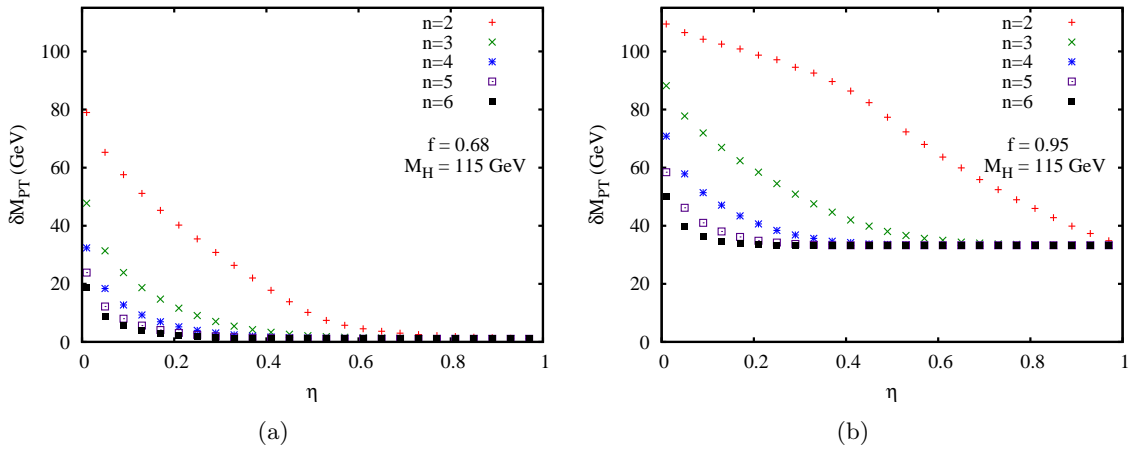 n=2
n=3
n=4
n=5
n=6
f = 0.68
M_H = 115 GeV
δM_PT (GeV)
100
80
60
40
20
0
0 0.2 0.4 0.6 0.8 1
η
(a)
n=2
n=3
n=4
n=5
n=6
f = 0.95
M_H = 115 GeV
δM_PT (GeV)
100
80
60
40
20
0
0 0.2 0.4 0.6 0.8 1
η
(b)